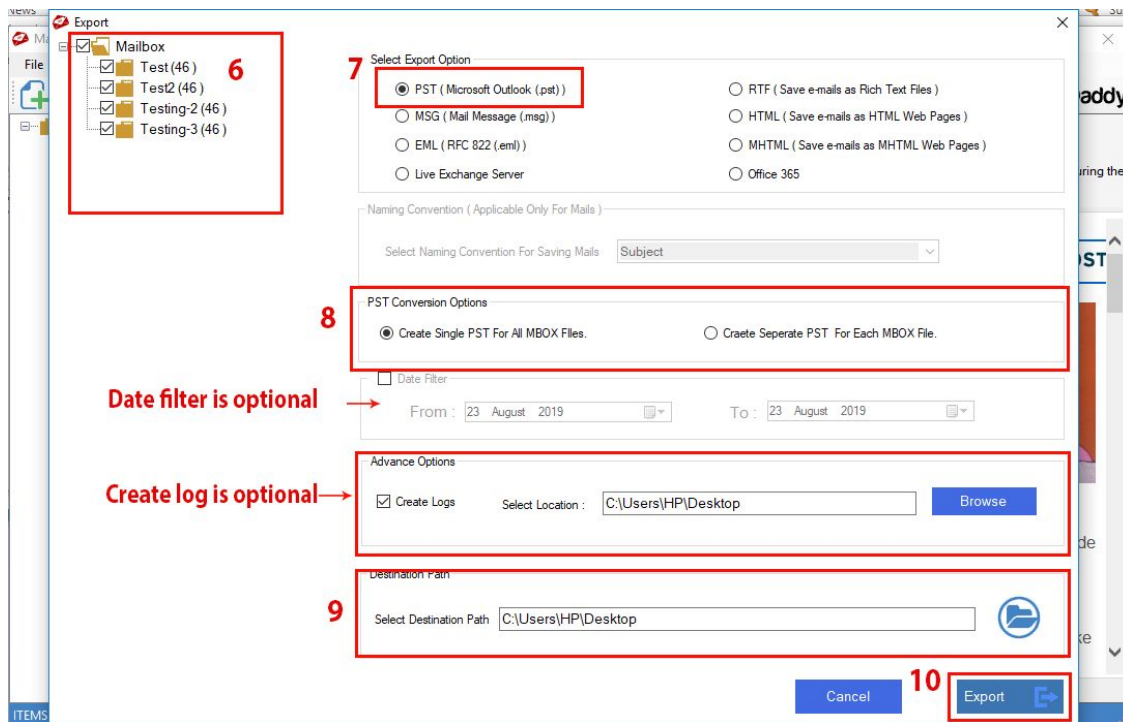 Export
Mailbox
Test (46 )
Test2 (46 )
Testing-2 (46 )
Testing-3 (46 )
6
File
ITEMS
7
Select Export Option
PST ( Microsoft Outlook (.pst) )
RTF ( Save e-mails as Rich Text Files )
MSG ( Mail Message (.msg) )
HTML ( Save e-mails as HTML Web Pages )
EML ( RFC 822 (.eml) )
MHTML ( Save e-mails as MHTML Web Pages )
Live Exchange Server
Office 365
Naming Convention ( Applicable Only For Mails )
Select Naming Convention For Saving Mails
Subject
8
PST Conversion Options
Create Single PST For All MBOX FIles.
Craete Seperate PST For Each MBOX File.
Date filter is optional
Date Filter
From : 23 August 2019
To : 23 August 2019
Create log is optional
Advance Options
Create Logs
Select Location :
C:\Users\HP\Desktop
Browse
9
Destination Path
Select Destination Path
C:\Users\HP\Desktop
Cancel
10
Export